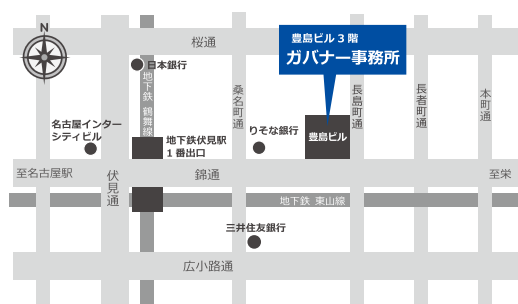 N
豊島ビル3階
ガバナー事務所
桜通
日本銀行
地下鉄 鶴舞線
桑名町通
長島町通
長者町通
本町通
名古屋インター
シティビル
地下鉄伏見駅
1番出口
りそな銀行
豊島ビル
至名古屋駅
伏見通
錦通
至栄
地下鉄 東山線
三井住友銀行
広小路通